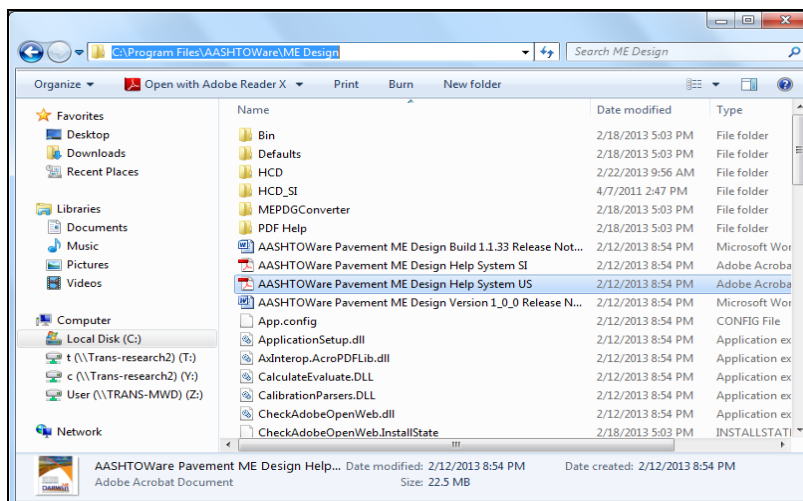 C:\Program Files\AASHTOWare\ME Design
Search ME Design
Organize Open with Adobe Reader X Print Burn New folder
Favorites
Desktop
Downloads
Recent Places
Libraries
Documents
Music
Pictures
Videos
Computer
Local Disk (C:)
t (\\Trans-research2) (T:)
c (\\Trans-research2) (Y:)
User (\\TRANS-MWD) (Z:)
Network
Name Date modified Type
Bin 2/18/2013 5:03 PM File folder
Defaults 2/18/2013 5:03 PM File folder
HCD 2/22/2013 9:56 AM File folder
HCD_SI 4/7/2011 2:47 PM File folder
MEPDGConverter 2/18/2013 5:03 PM File folder
PDF Help 2/18/2013 5:03 PM File folder
AASHTOWare Pavement ME Design Build 1.1.33 Release Not... 2/12/2013 8:54 PM Microsoft Wor
AASHTOWare Pavement ME Design Help System SI 2/12/2013 8:54 PM Adobe Acroba
AASHTOWare Pavement ME Design Help System US 2/12/2013 8:54 PM Adobe Acroba
AASHTOWare Pavement ME Design Version 1_0_0 Release N... 2/12/2013 8:54 PM Microsoft Wor
App.config 2/12/2013 8:54 PM CONFIG File
ApplicationSetup.dll 2/12/2013 8:54 PM Application ex
AxInterop.AcroPDFLib.dll 2/12/2013 8:54 PM Application ex
CalculateEvaluate.DLL 2/12/2013 8:54 PM Application ex
CalibrationParsers.DLL 2/12/2013 8:54 PM Application ex
CheckAdobeOpenWeb.dll 2/12/2013 8:54 PM Application ex
CheckAdobeOpenWeb.InstallState 2/18/2013 5:03 PM INSTALLSTATI
AASHTOWare Pavement ME Design Help... Date modified: 2/12/2013 8:54 PM Date created: 2/12/2013 8:54 PM
Adobe Acrobat Document Size: 22.5 MB